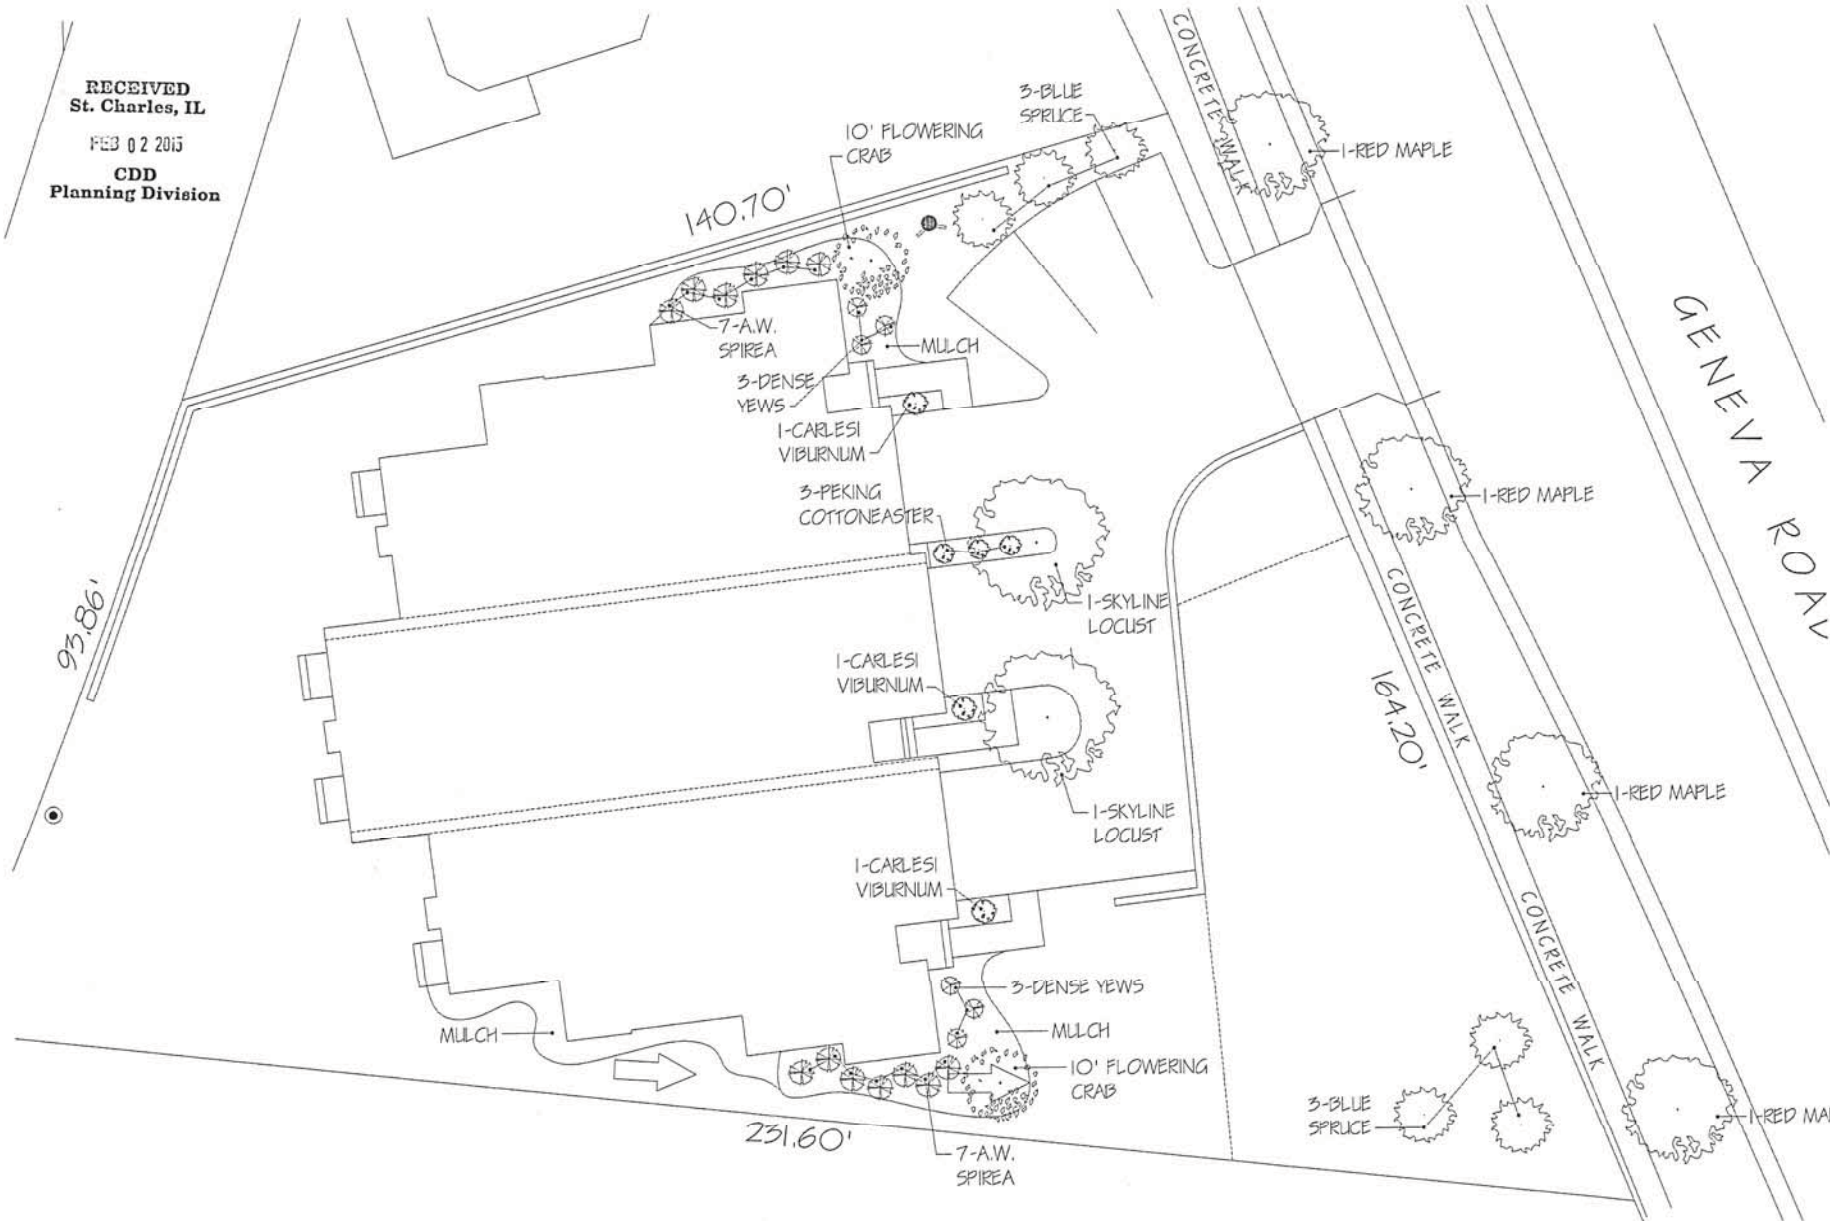 RECEIVED
St. Charles, IL
FEB 02 2015
CDD
Planning Division
CONCRETE WALK
3-BLUE
SPRUCE
10' FLOWERING
CRAB
1-RED MAPLE
140.70'
7-A.W.
SPIREA
MULCH
3-DENSE
YEWS
1-CARLESI
VIBURNUM
GENEVA ROAD
3-PEKING
COTTONEASTER
1-RED MAPLE
93.86'
1-SKYLINE
LOCUST
CONCRETE WALK
1-CARLESI
VIBURNUM
164.20'
1-SKYLINE
LOCUST
1-RED MAPLE
1-CARLESI
VIBURNUM
CONCRETE WALK
3-DENSE YEWS
MULCH
MULCH
10' FLOWERING
CRAB
3-BLUE
SPRUCE
1-RED MA
231.60'
7-A.W.
SPIREA